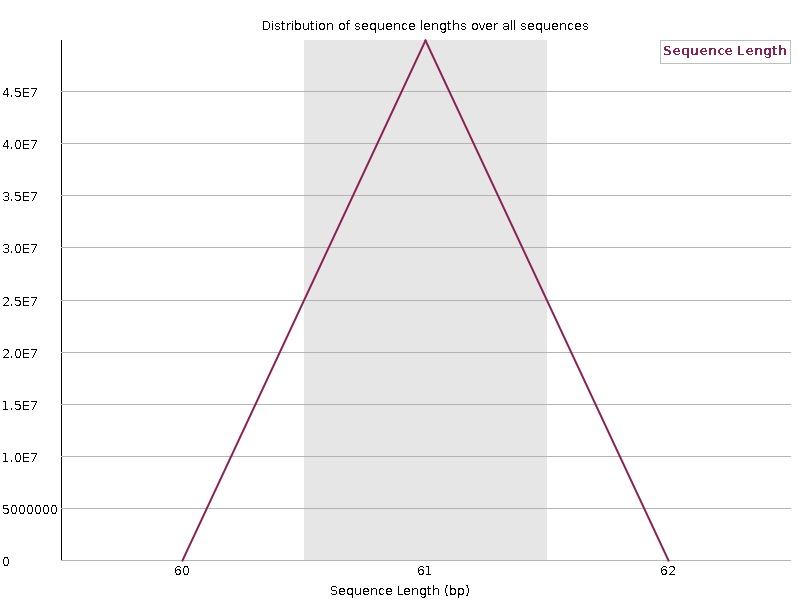 Distribution of sequence lengths over all sequences
Sequence Length
4.5E7
4.0E7
3.5E7
3.0E7
2.5E7
2.0E7
1.5E7
1.0E7
5000000
0
60 61 62
Sequence Length (bp)